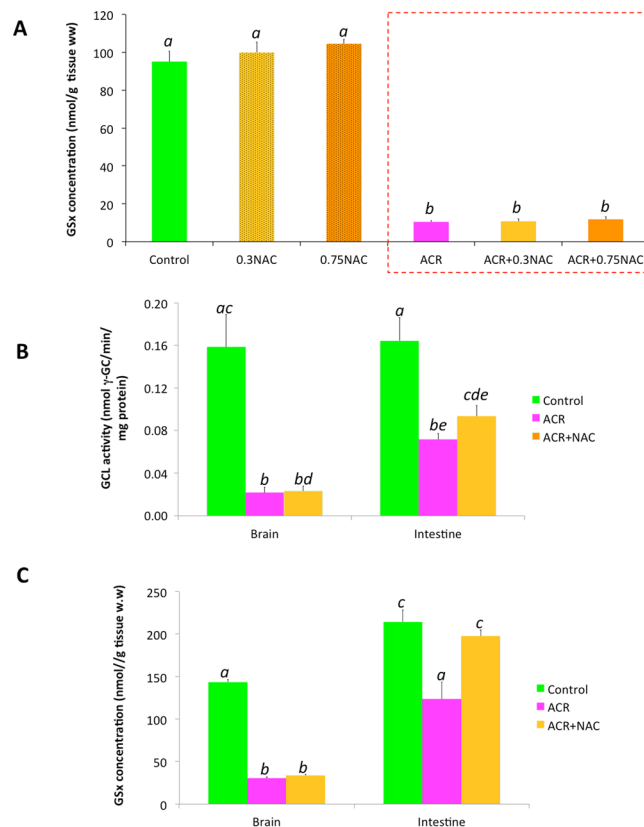 A
GSx concentration (nmol/g tissue ww)
120
100
80
60
40
20
0
a
a
a
b
b
b
Control
0.3NAC
0.75NAC
ACR
ACR+0.3NAC
ACR+0.75NAC
B
GCL activity (nmol γ-GC/min/
mg protein)
0.20
0.16
0.12
0.08
0.04
0.00
ac
b
bd
a
be
cde
Brain
Intestine
Control
ACR
ACR+NAC
C
GSx concentration (nmol//g tissue w.w)
250
200
150
100
50
0
a
b
b
c
a
c
Brain
Intestine
Control
ACR
ACR+NAC